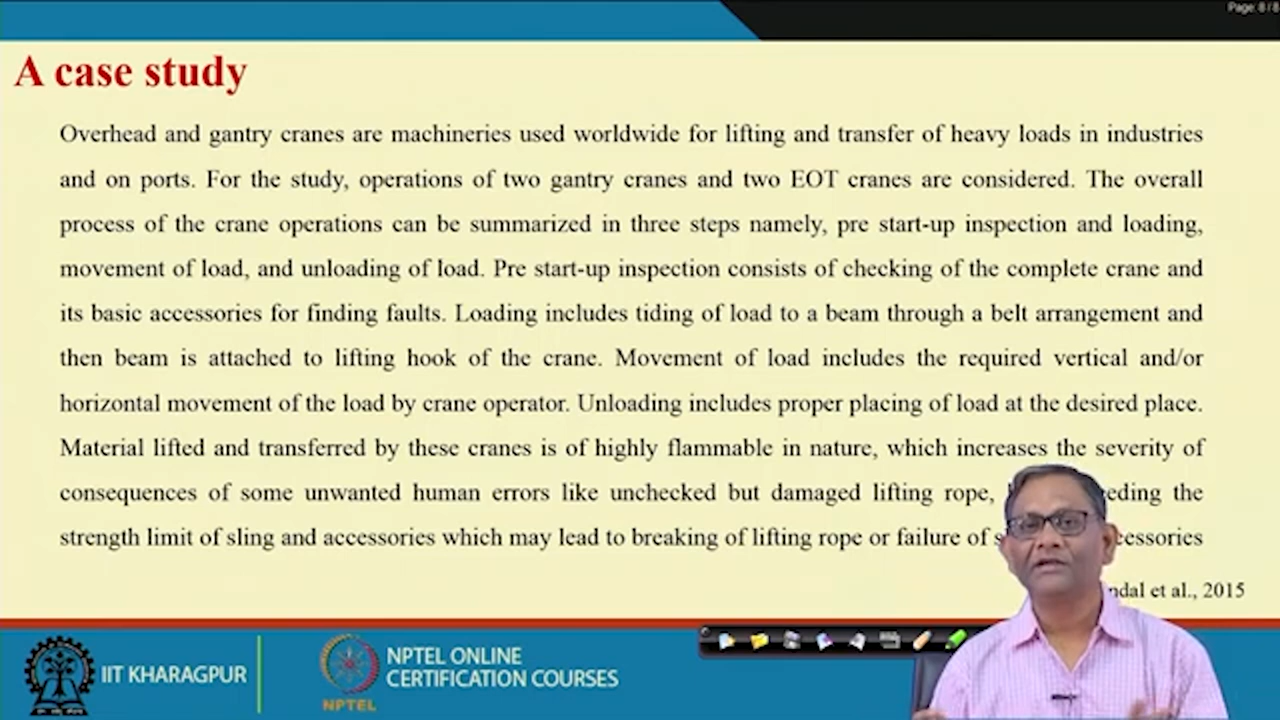 Page: 8 / 8
A case study
Overhead and gantry cranes are machineries used worldwide for lifting and transfer of heavy loads in industries
and on ports. For the study, operations of two gantry cranes and two EOT cranes are considered. The overall
process of the crane operations can be summarized in three steps namely, pre start-up inspection and loading,
movement of load, and unloading of load. Pre start-up inspection consists of checking of the complete crane and
its basic accessories for finding faults. Loading includes tiding of load to a beam through a belt arrangement and
then beam is attached to lifting hook of the crane. Movement of load includes the required vertical and/or
horizontal movement of the load by crane operator. Unloading includes proper placing of load at the desired place.
Material lifted and transferred by these cranes is of highly flammable in nature, which increases the severity of
consequences of some unwanted human errors like unchecked but damaged lifting rope, the
strength limit of sling and accessories which may lead to breaking of lifting rope or failure of
et al., 2015
IIT KHARAGPUR
NPTEL
NPTEL ONLINE
CERTIFICATION COURSES